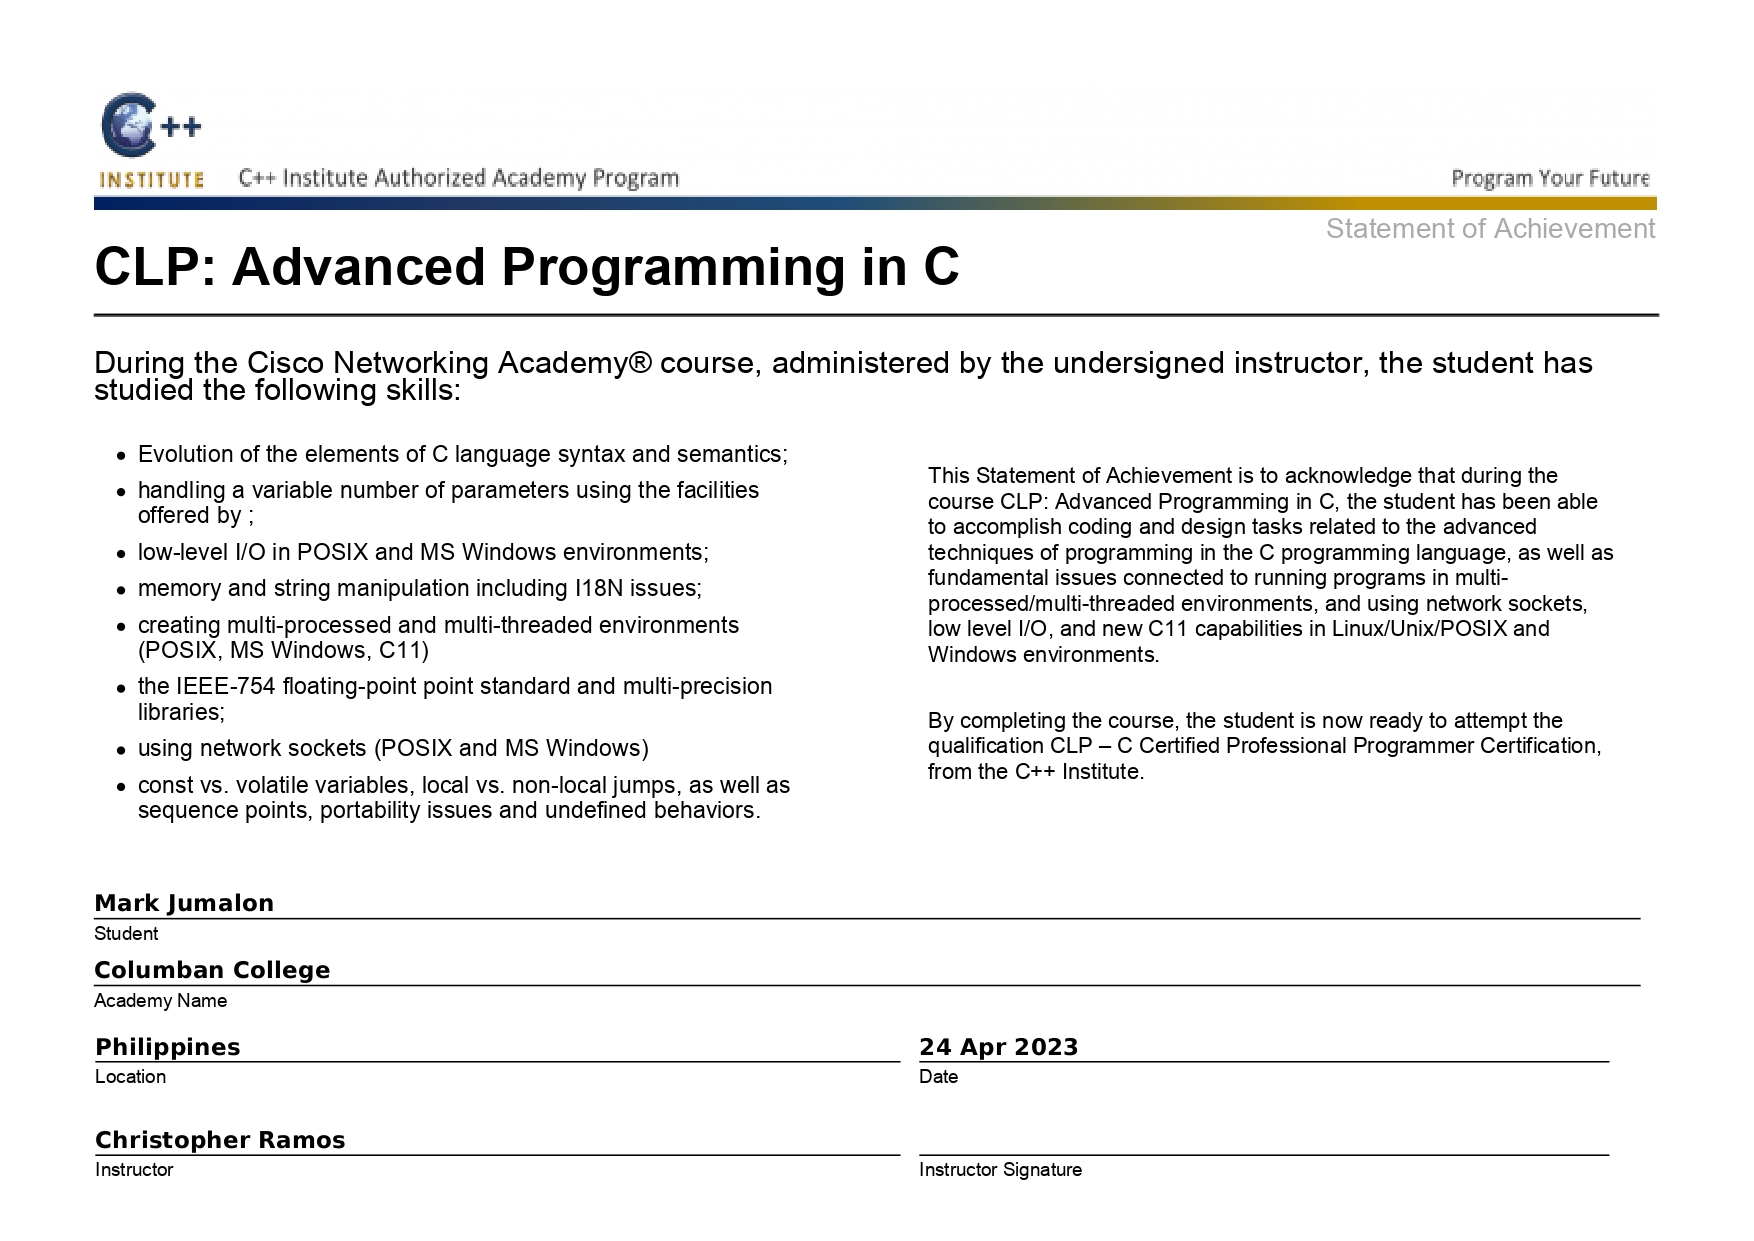 C++
INSTITUTE
C++ Institute Authorized Academy Program
Program Your Future
Statement of Achievement
CLP: Advanced Programming in C
During the Cisco Networking Academy® course, administered by the undersigned instructor, the student has
studied the following skills:
• Evolution of the elements of C language syntax and semantics;
• handling a variable number of parameters using the facilities
offered by ;
• low-level I/O in POSIX and MS Windows environments;
• memory and string manipulation including I18N issues;
• creating multi-processed and multi-threaded environments
(POSIX, MS Windows, C11)
• the IEEE-754 floating-point point standard and multi-precision
libraries;
• using network sockets (POSIX and MS Windows)
• const vs. volatile variables, local vs. non-local jumps, as well as
sequence points, portability issues and undefined behaviors.
This Statement of Achievement is to acknowledge that during the
course CLP: Advanced Programming in C, the student has been able
to accomplish coding and design tasks related to the advanced
techniques of programming in the C programming language, as well as
fundamental issues connected to running programs in multi-
processed/multi-threaded environments, and using network sockets,
low level I/O, and new C11 capabilities in Linux/Unix/POSIX and
Windows environments.
By completing the course, the student is now ready to attempt the
qualification CLP – C Certified Professional Programmer Certification,
from the C++ Institute.
Mark Jumalon
Student
Columban College
Academy Name
Philippines
Location
24 Apr 2023
Date
Christopher Ramos
Instructor
Instructor Signature